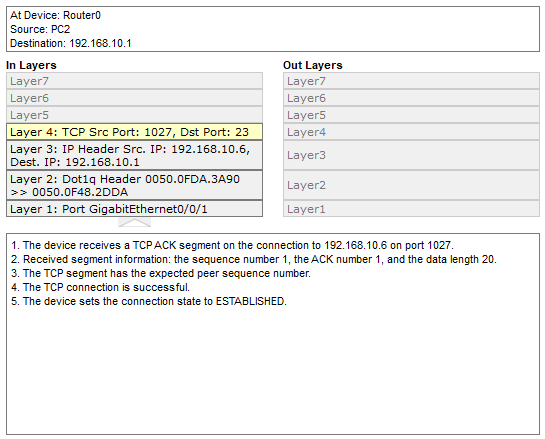 At Device: Router0
Source: PC2
Destination: 192.168.10.1
In Layers
Layer7
Layer6
Layer5
Layer 4: TCP Src Port: 1027, Dst Port: 23
Layer 3: IP Header Src. IP: 192.168.10.6,
Dest. IP: 192.168.10.1
Layer 2: Dot1q Header 0050.0FDA.3A90
>> 0050.0F48.2DDA
Layer 1: Port GigabitEthernet0/0/1
Out Layers
Layer7
Layer6
Layer5
Layer4
Layer3
Layer2
Layer1
1. The device receives a TCP ACK segment on the connection to 192.168.10.6 on port 1027.
2. Received segment information: the sequence number 1, the ACK number 1, and the data length 20.
3. The TCP segment has the expected peer sequence number.
4. The TCP connection is successful.
5. The device sets the connection state to ESTABLISHED.